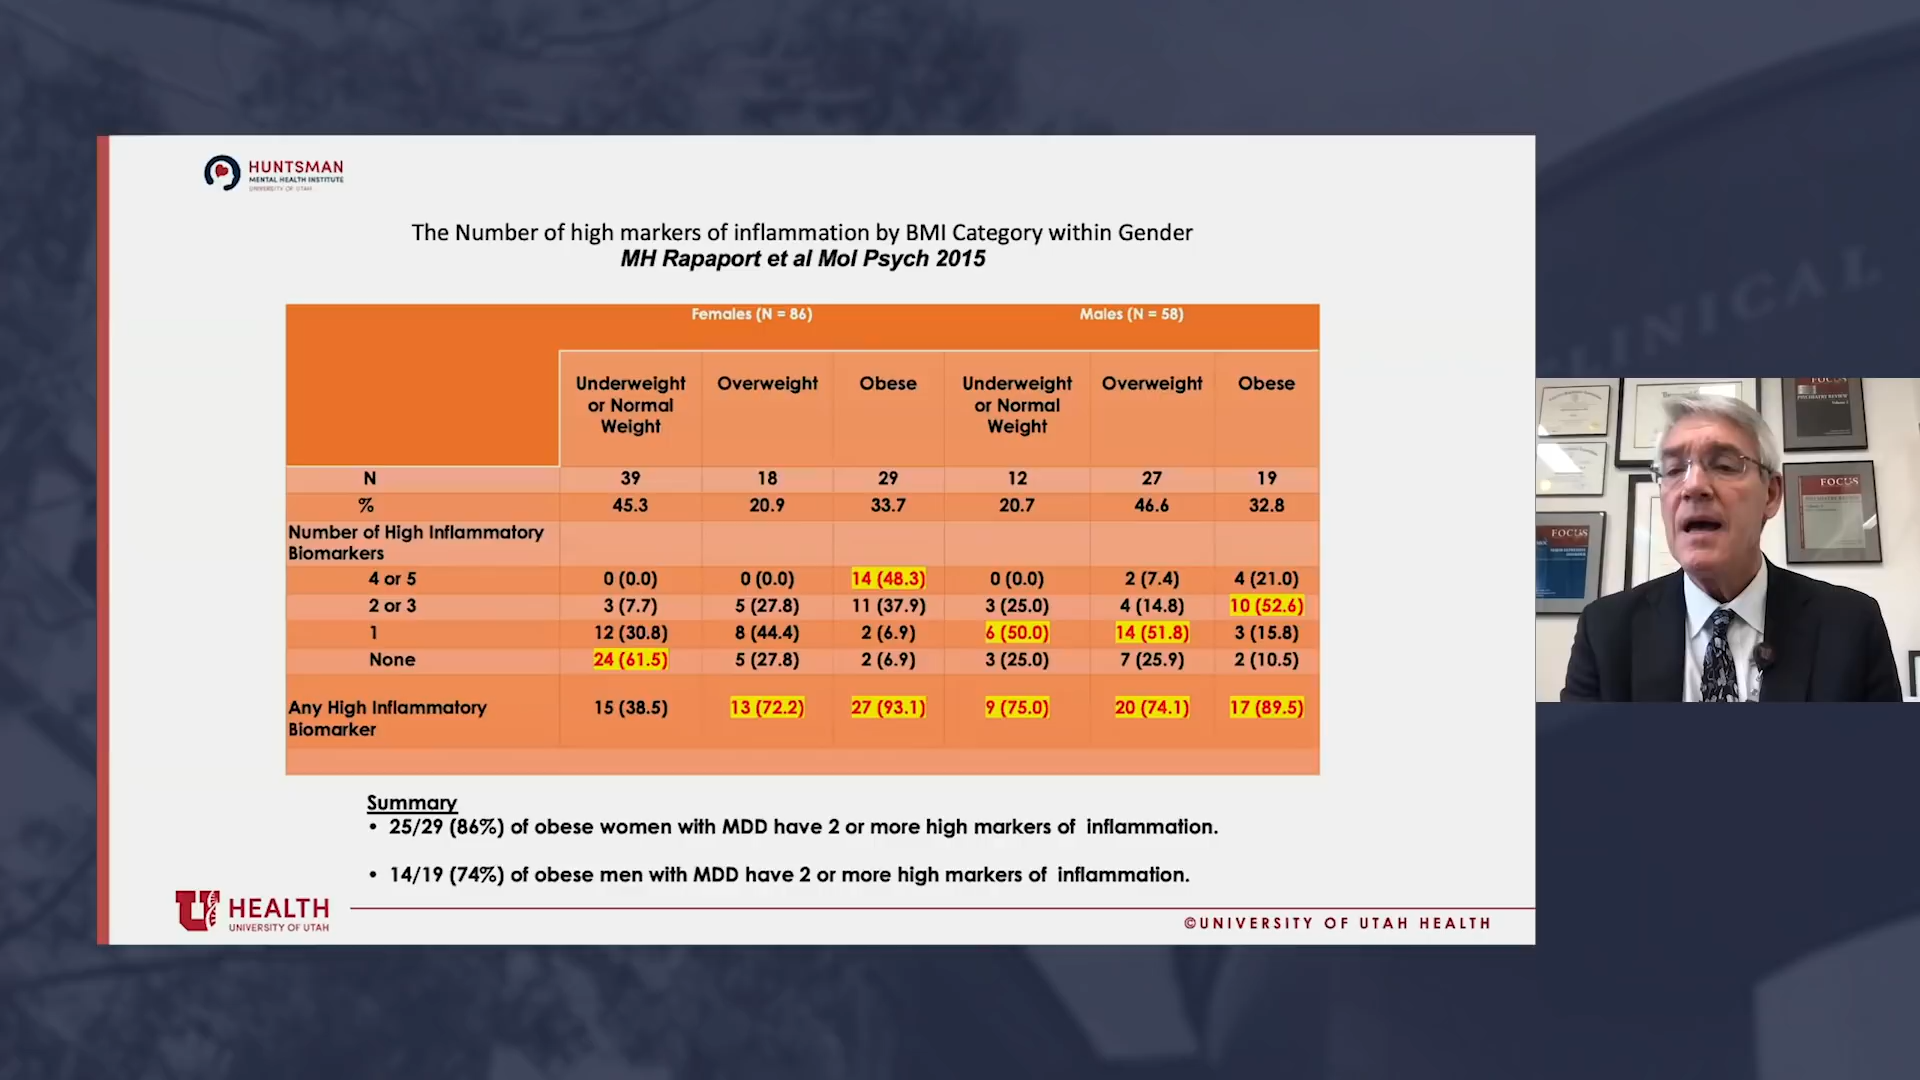 HUNTSMAN
MENTAL HEALTH INSTITUTE
UNIVERSITY OF UTAH
The Number of high markers of inflammation by BMI Category within Gender
MH Rapaport et al Mol Psych 2015
Females (N = 86) Males (N = 58)
Underweight or Normal Weight Overweight Obese Underweight or Normal Weight Overweight Obese
N 39 18 29 12 27 19
% 45.3 20.9 33.7 20.7 46.6 32.8
Number of High Inflammatory
Biomarkers
4 or 5 0 (0.0) 0 (0.0) 14 (48.3) 0 (0.0) 2 (7.4) 4 (21.0)
2 or 3 3 (7.7) 5 (27.8) 11 (37.9) 3 (25.0) 4 (14.8) 10 (52.6)
1 12 (30.8) 8 (44.4) 2 (6.9) 6 (50.0) 14 (51.8) 3 (15.8)
None 24 (61.5) 5 (27.8) 2 (6.9) 3 (25.0) 7 (25.9) 2 (10.5)
Any High Inflammatory
Biomarker 15 (38.5) 13 (72.2) 27 (93.1) 9 (75.0) 20 (74.1) 17 (89.5)
Summary
• 25/29 (86%) of obese women with MDD have 2 or more high markers of inflammation.
• 14/19 (74%) of obese men with MDD have 2 or more high markers of inflammation.
U HEALTH
UNIVERSITY OF UTAH
©UNIVERSITY OF UTAH HEALTH
CLINICAL
FOCUS
PSYCHIATRY REVIEW
FOCUS
FOCUS